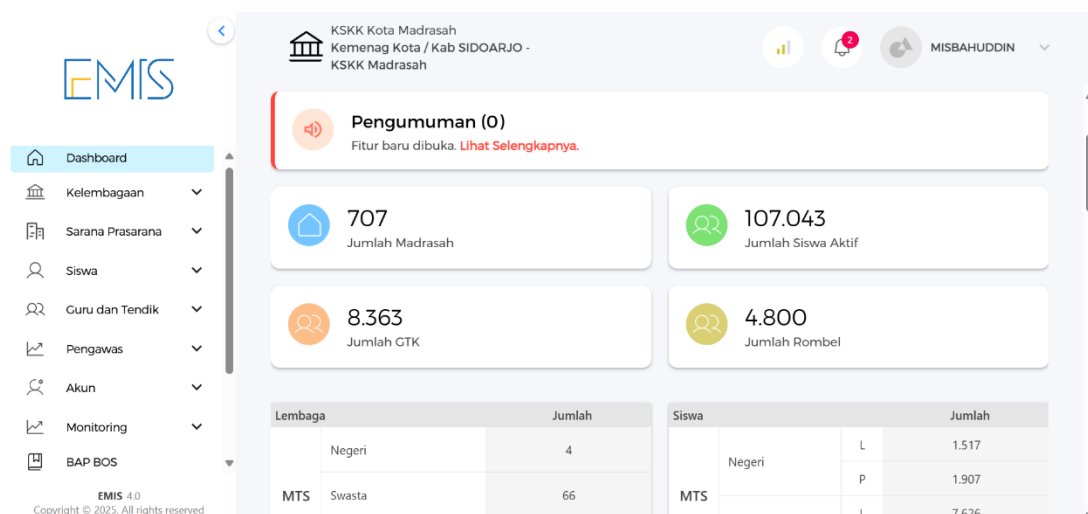 EMIS
Dashboard
Kelembagaan
Sarana Prasarana
Siswa
Guru dan Tendik
Pengawas
Akun
Monitoring
BAP BOS
EMIS 4.0
Copyright © 2025. All rights reserved
KSKK Kota Madrasah
Kemenag Kota / Kab SIDOARJO -
KSKK Madrasah
2
MISBAHUDDIN
Pengumuman (0)
Fitur baru dibuka. Lihat Selengkapnya.
707
Jumlah Madrasah
107.043
Jumlah Siswa Aktif
8.363
Jumlah GTK
4.800
Jumlah Rombel
Lembaga Jumlah
Negeri 4
MTS Swasta 66
Siswa Jumlah
Negeri L 1.517
P 1.907
MTS
L 7.626